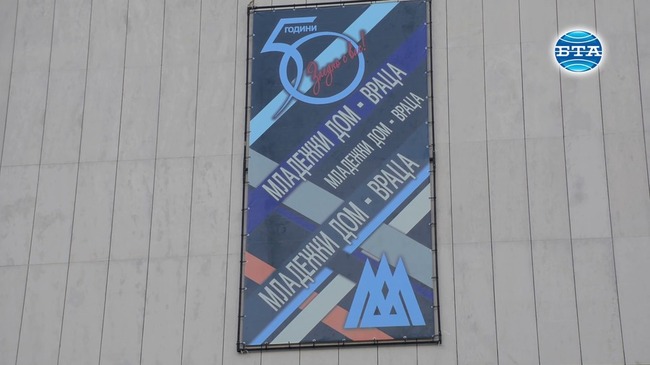 50
ГОДИНИ
Заедно с вас!
МЛАДЕЖКИ ДОМ - ВРАЦА
МЛАДЕЖКИ ДОМ - ВРАЦА
МЛАДЕЖКИ ДОМ - ВРАЦА
БТА